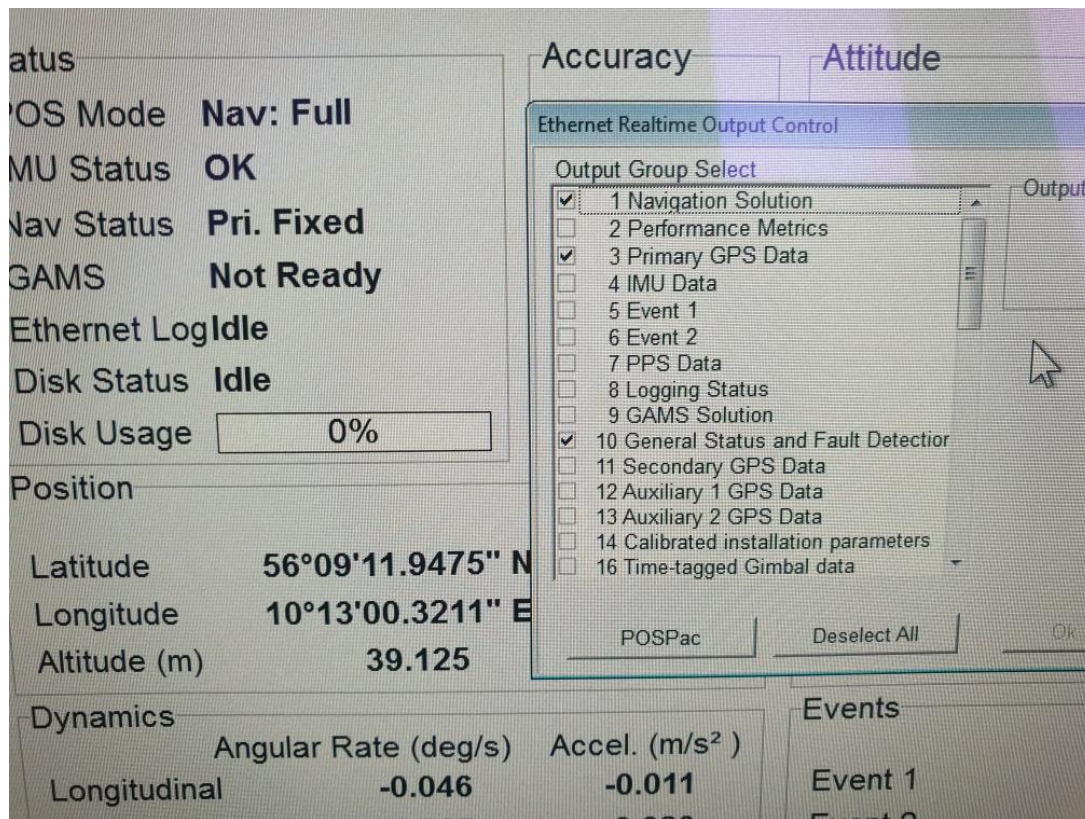 atus
POS Mode Nav: Full
MU Status OK
Nav Status Pri. Fixed
GAMS Not Ready
Ethernet Log Idle
Disk Status Idle
Disk Usage 0%
Position
Latitude 56°09'11.9475" N
Longitude 10°13'00.3211" E
Altitude (m) 39.125
Dynamics
Angular Rate (deg/s) Accel. (m/s² )
Longitudinal -0.046 -0.011
Accuracy
Attitude
Ethernet Realtime Output Control
Output Group Select
1 Navigation Solution
2 Performance Metrics
3 Primary GPS Data
4 IMU Data
5 Event 1
6 Event 2
7 PPS Data
8 Logging Status
9 GAMS Solution
10 General Status and Fault Detection
11 Secondary GPS Data
12 Auxiliary 1 GPS Data
13 Auxiliary 2 GPS Data
14 Calibrated installation parameters
16 Time-tagged Gimbal data
Output
POSPac
Deselect All
Ok
Events
Event 1